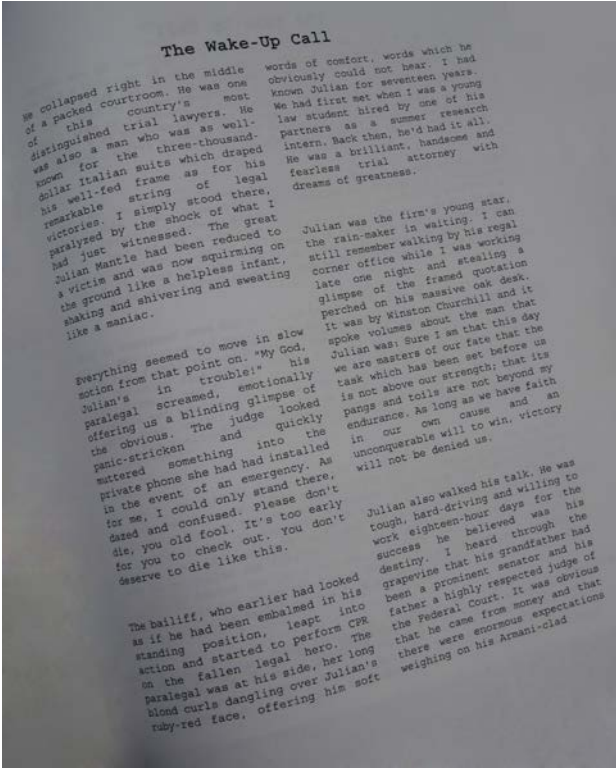 The Wake-Up Call
He collapsed right in the middle
of a packed courtroom. He was one
of this country's most
distinguished trial lawyers. He
was also a man who was as well-
known for the three-thousand-
dollar Italian suits which draped
his well-fed frame as for his
remarkable string of legal
victories. I simply stood there,
paralyzed by the shock of what I
had just witnessed. The great
Julian Mantle had been reduced to
a victim and was now squirming on
the ground like a helpless infant,
shaking and shivering and sweating
like a maniac.
Everything seemed to move in slow
motion from that point on. "My God,
Julian's in trouble!" his
paralegal screamed, emotionally
offering us a blinding glimpse of
the obvious. The judge looked
panic-stricken and quickly
muttered something into the
private phone she had had installed
in the event of an emergency. As
for me, I could only stand there,
dazed and confused. Please don't
die, you old fool. It's too early
for you to check out. You don't
deserve to die like this.
The bailiff, who earlier had looked
as if he had been embalmed in his
standing position, leapt into
action and started to perform CPR
on the fallen legal hero. The
paralegal was at his side, her long
blond curls dangling over Julian's
ruby-red face, offering him soft
words of comfort, words which he
obviously could not hear. I had
known Julian for seventeen years.
We had first met when I was a young
law student hired by one of his
partners as a summer research
intern. Back then, he'd had it all.
He was a brilliant, handsome and
fearless trial attorney with
dreams of greatness.
Julian was the firm's young star,
the rain-maker in waiting. I can
still remember walking by his regal
corner office while I was working
late one night and stealing a
glimpse of the framed quotation
perched on his massive oak desk.
It was by Winston Churchill and it
spoke volumes about the man that
Julian was: Sure I am that this day
we are masters of our fate that the
task which has been set before us
is not above our strength; that its
pangs and toils are not beyond my
endurance. As long as we have faith
in our own cause and an
unconquerable will to win, victory
will not be denied us.
Julian also walked his talk. He was
tough, hard-driving and willing to
work eighteen-hour days for the
success he believed was his
destiny. I heard through the
grapevine that his grandfather had
been a prominent senator and his
father a highly respected judge of
the Federal Court. It was obvious
that he came from money and that
there were enormous expectations
weighing on his Armani-clad